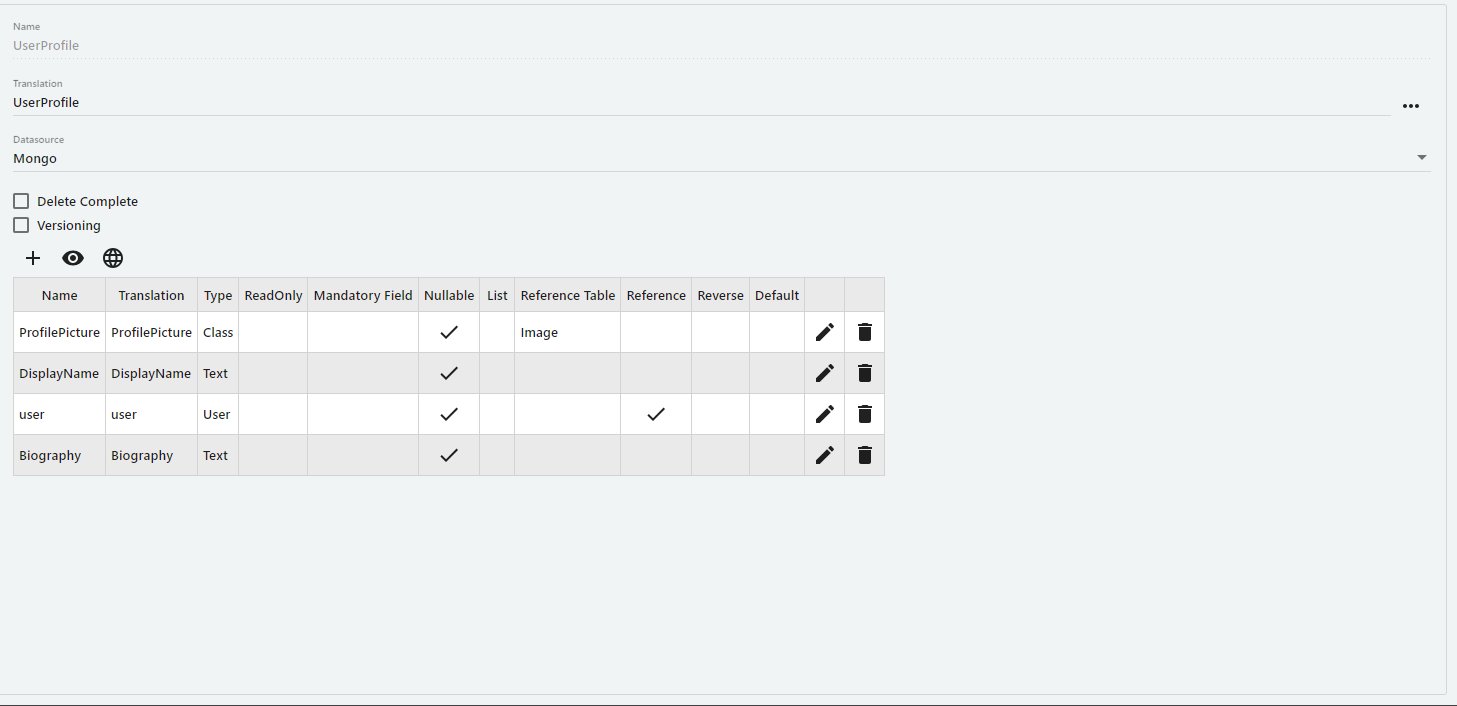 Name
UserProfile
Translation
UserProfile
Datasource
Mongo
Delete Complete
Versioning
Name Translation Type ReadOnly Mandatory Field Nullable List Reference Table Reference Reverse Default
ProfilePicture ProfilePicture Class Image
DisplayName DisplayName Text
user user User
Biography Biography Text